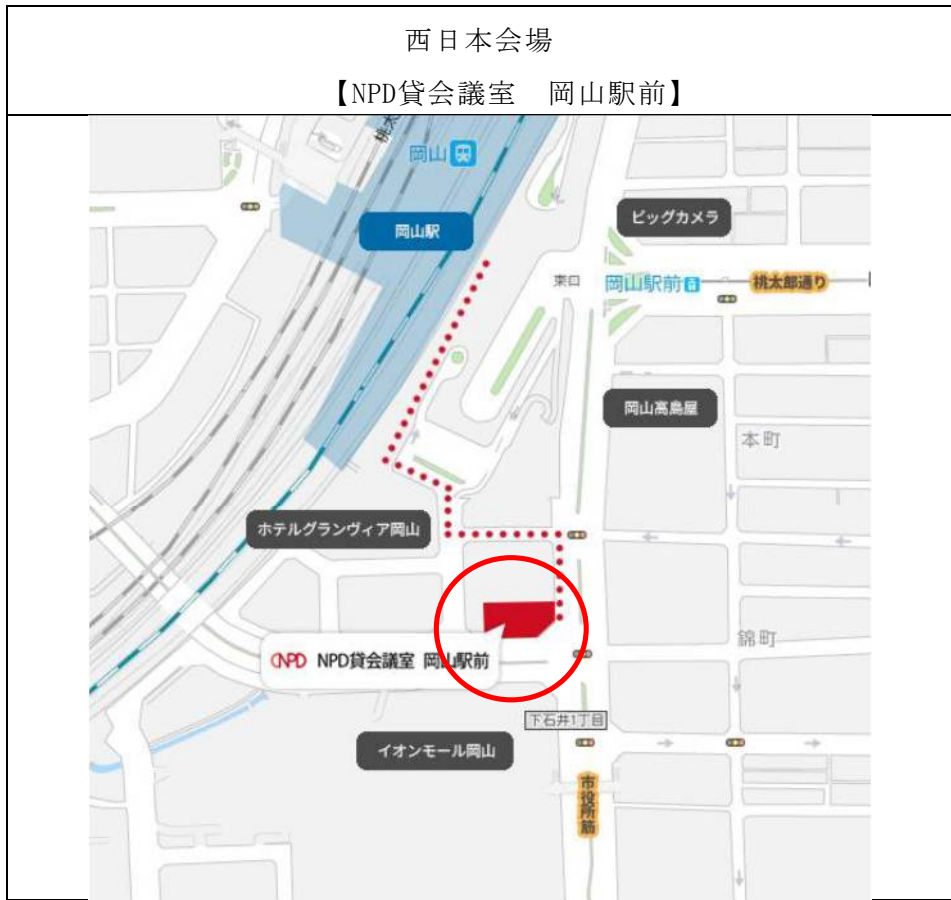 西日本会場
【NPD貸会議室 岡山駅前】
岡山
岡山駅
ビッグカメラ
東口
岡山駅前
桃太郎通り
岡山高島屋
本町
ホテルグランヴィア岡山
錦町
NPD NPD貸会議室 岡山駅前
下石井1丁目
イオンモール岡山
市役所筋